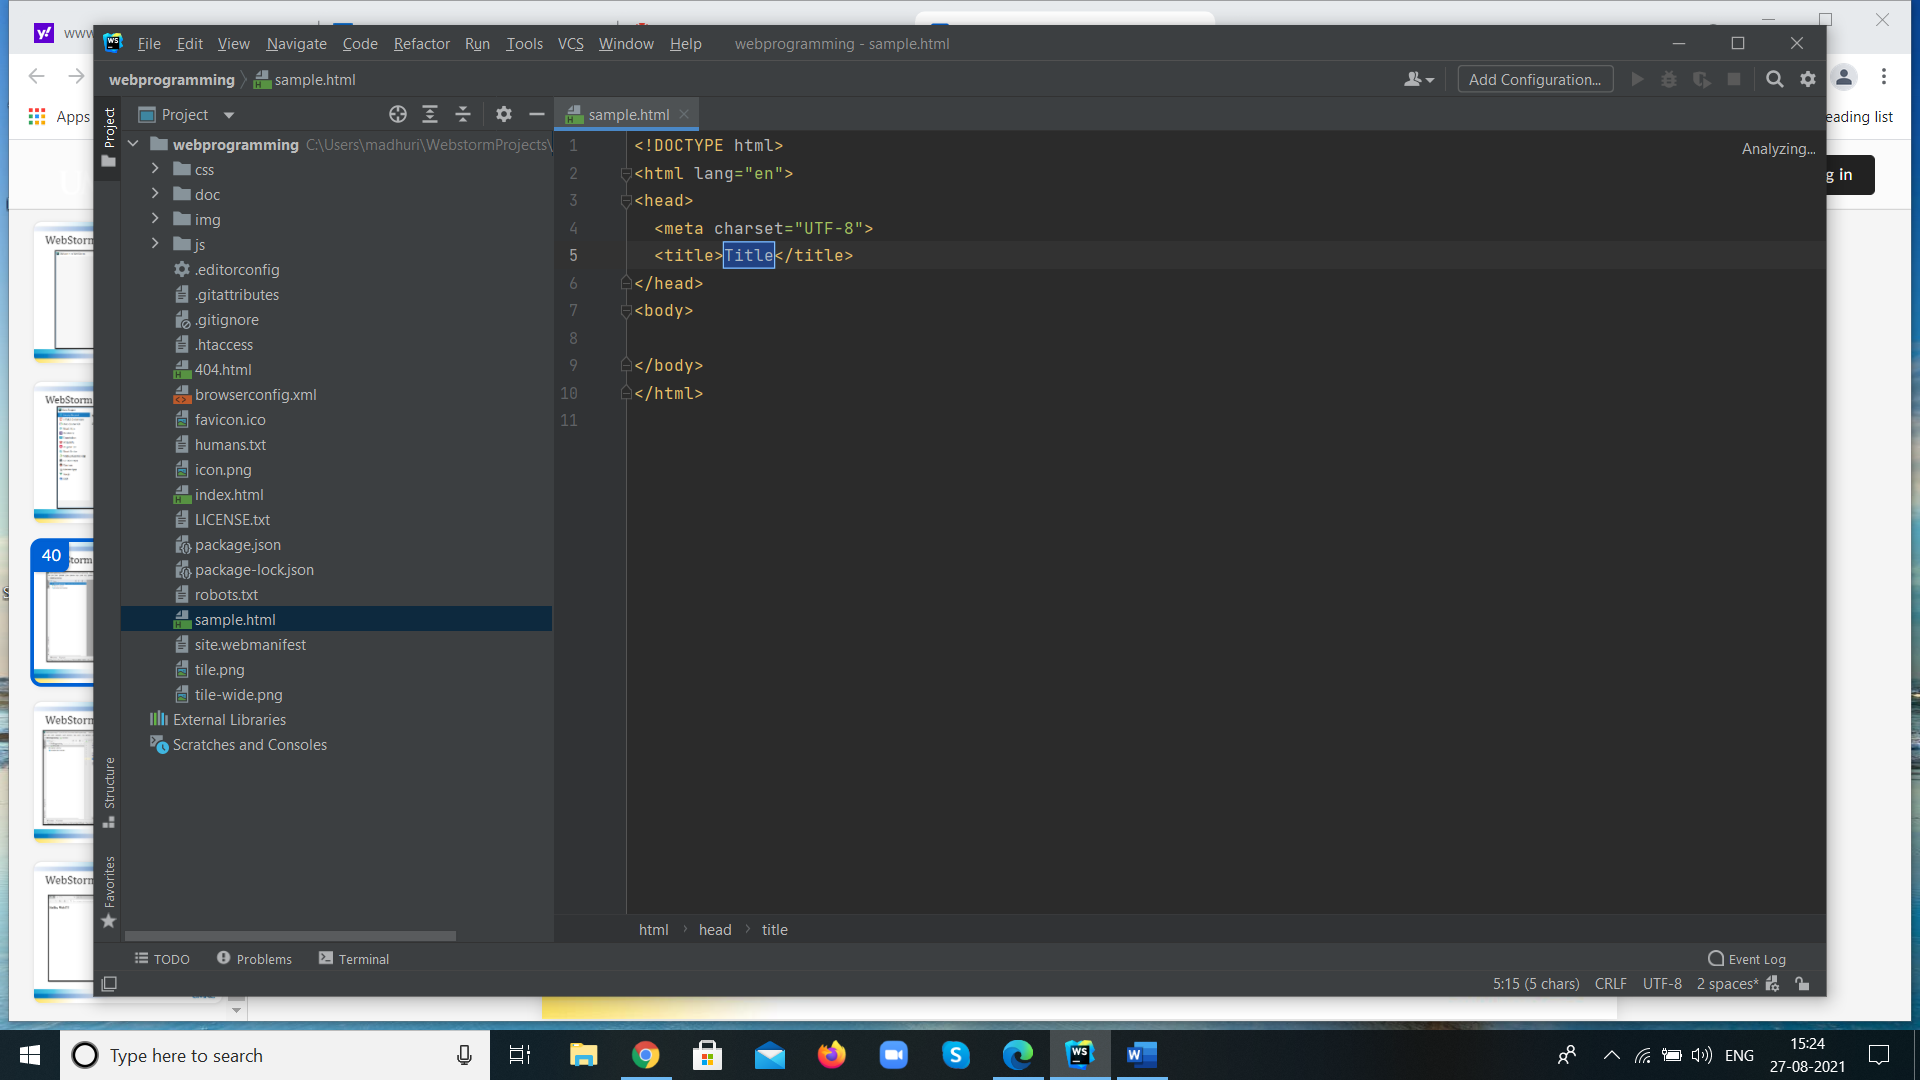 www
File Edit View Navigate Code Refactor Run Tools VCS Window Help webprogramming - sample.html
webprogramming sample.html Add Configuration...
Apps
eading list
g in
Project
Project
sample.html
webprogramming C:\Users\madhuri\WebstormProjects\
css
doc
img
js
.editorconfig
.gitattributes
.gitignore
.htaccess
404.html
browserconfig.xml
favicon.ico
humans.txt
icon.png
index.html
LICENSE.txt
package.json
package-lock.json
robots.txt
sample.html
site.webmanifest
tile.png
tile-wide.png
External Libraries
Scratches and Consoles
Analyzing...
1 <!DOCTYPE html>
2 <html lang="en">
3 <head>
4 <meta charset="UTF-8">
5 <title>Title</title>
6 </head>
7 <body>
8
9 </body>
10 </html>
11
WebStorm
WebStorm
40
torm
WebStorm
WebStorm
Structure
Favorites
html head title
TODO Problems Terminal Event Log
5:15 (5 chars) CRLF UTF-8 2 spaces*
Type here to search
ENG
15:24
27-08-2021